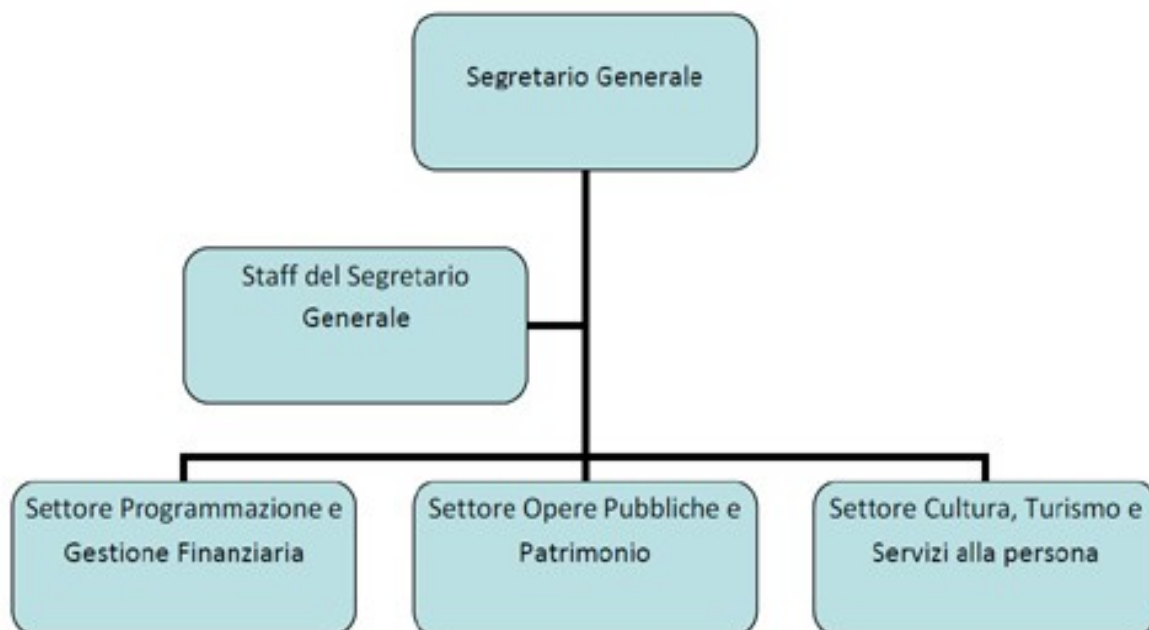 Segretario Generale
Staff del Segretario
Generale
Settore Programmazione e
Gestione Finanziaria
Settore Opere Pubbliche e
Patrimonio
Settore Cultura, Turismo e
Servizi alla persona